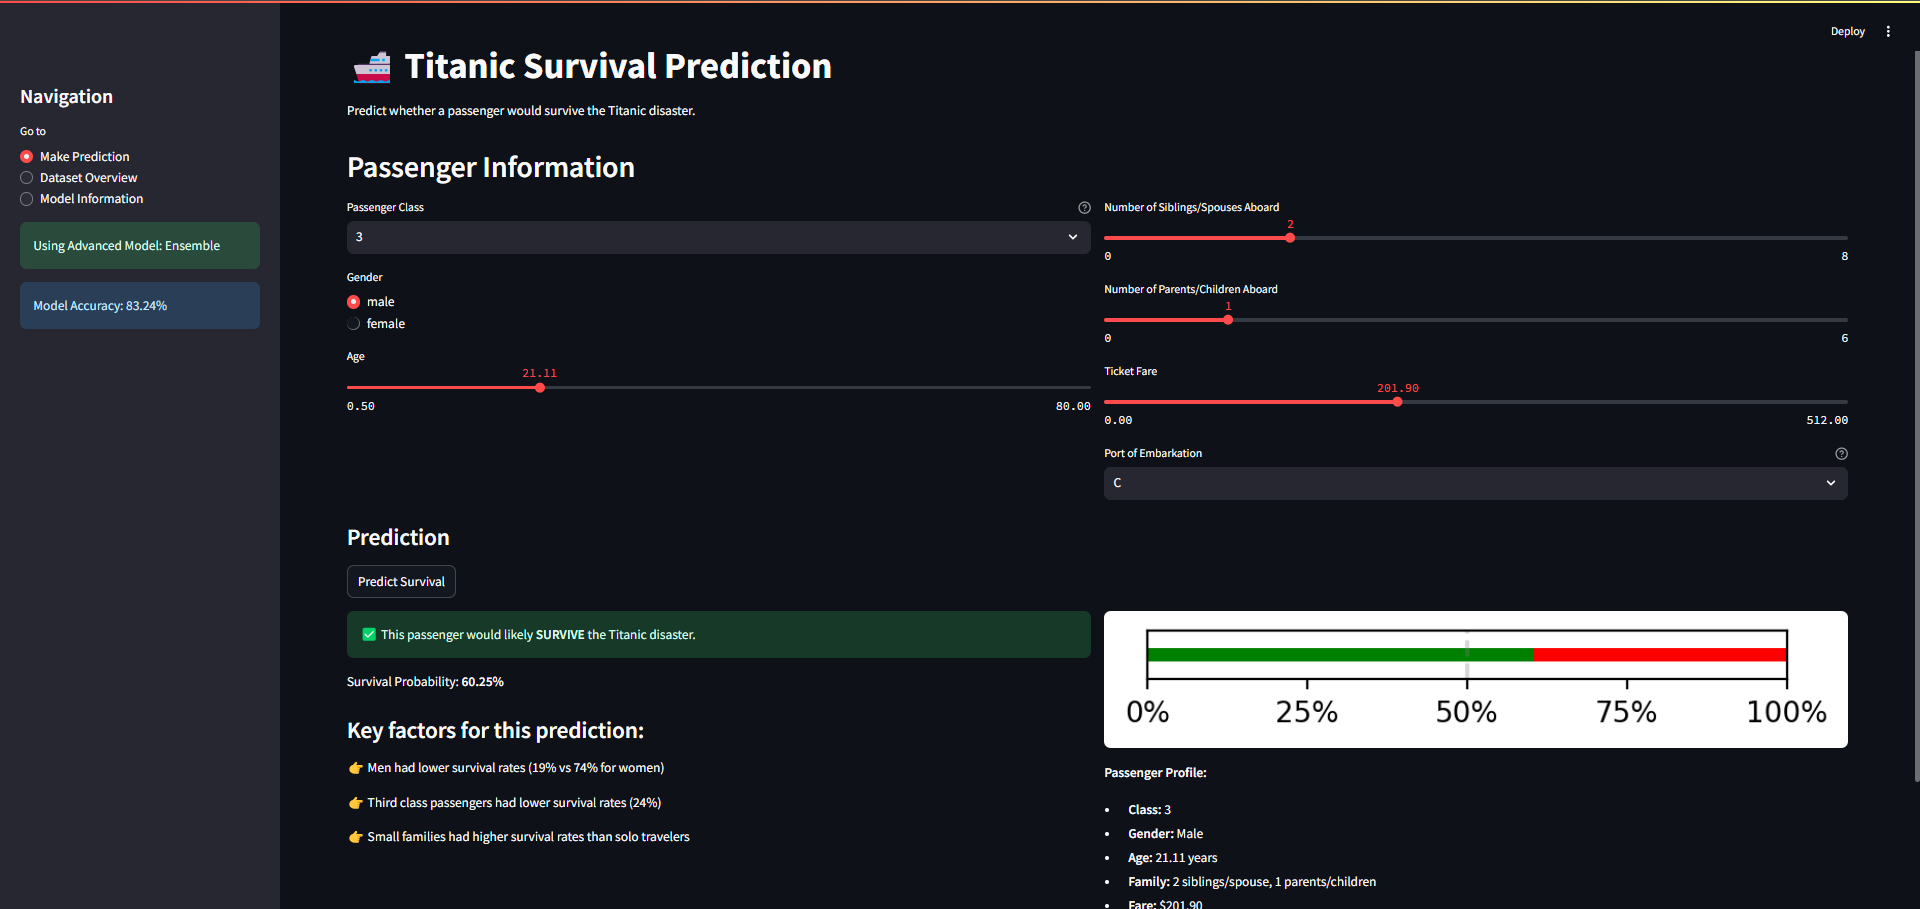 Deploy
Navigation
Go to
Make Prediction
Dataset Overview
Model Information
Using Advanced Model: Ensemble
Model Accuracy: 83.24%
Titanic Survival Prediction
Predict whether a passenger would survive the Titanic disaster.
Passenger Information
Passenger Class
3
Gender
male
female
Age
21.11
0.50 80.00
Number of Siblings/Spouses Aboard
2
0 8
Number of Parents/Children Aboard
1
0 6
Ticket Fare
201.90
0.00 512.00
Port of Embarkation
C
Prediction
Predict Survival
This passenger would likely SURVIVE the Titanic disaster.
Survival Probability: 60.25%
Key factors for this prediction:
Men had lower survival rates (19% vs 74% for women)
Third class passengers had lower survival rates (24%)
Small families had higher survival rates than solo travelers
0% 25% 50% 75% 100%
Passenger Profile:
Class: 3
Gender: Male
Age: 21.11 years
Family: 2 siblings/spouse, 1 parents/children
Fare: $201.90